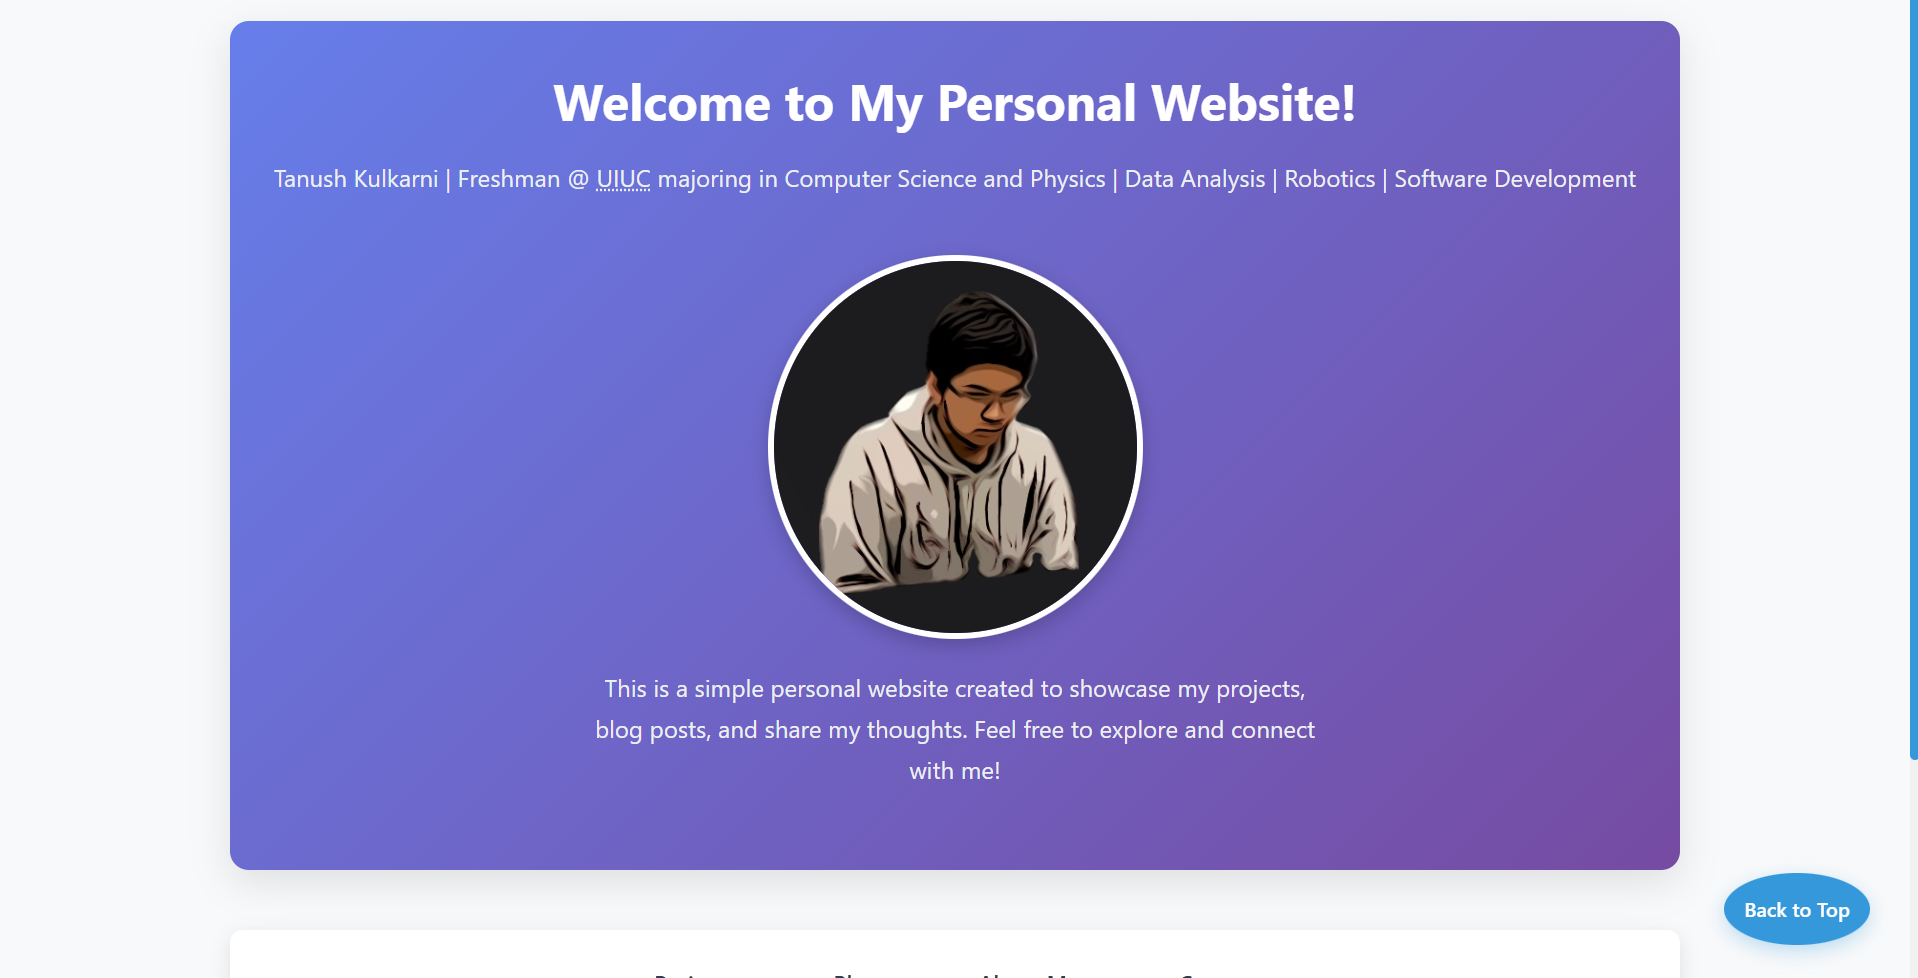 Welcome to My Personal Website!
Tanush Kulkarni | Freshman @ UIUC majoring in Computer Science and Physics | Data Analysis | Robotics | Software Development
This is a simple personal website created to showcase my projects,
blog posts, and share my thoughts. Feel free to explore and connect
with me!
Back to Top